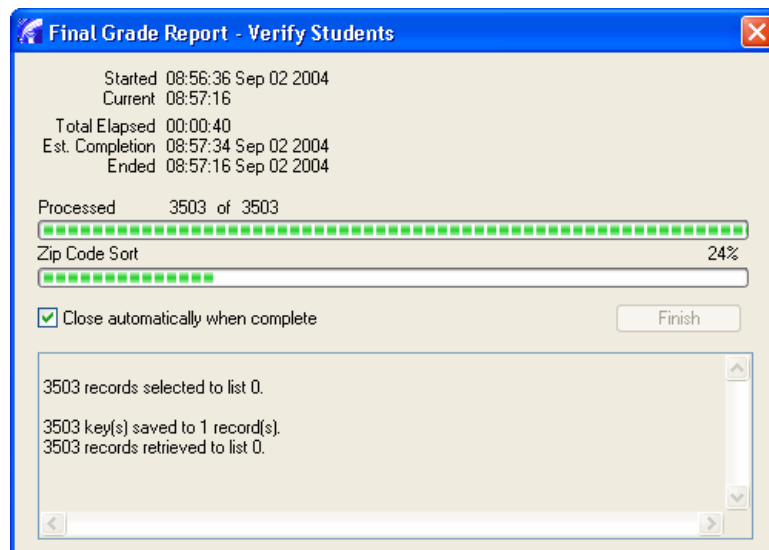 Final Grade Report - Verify Students
Started 08:56:36 Sep 02 2004
Current 08:57:16
Total Elapsed 00:00:40
Est. Completion 08:57:34 Sep 02 2004
Ended 08:57:16 Sep 02 2004
Processed 3503 of 3503
Zip Code Sort 24%
Close automatically when complete Finish
3503 records selected to list 0.
3503 key(s) saved to 1 record(s).
3503 records retrieved to list 0.